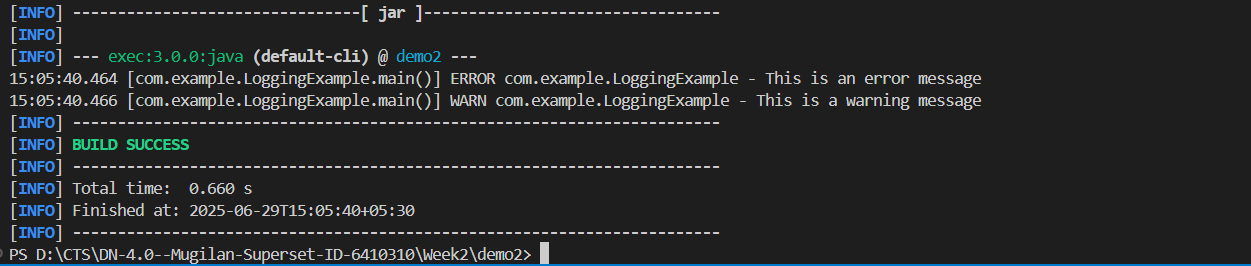 [INFO] --------------------------------[ jar ]---------------------------------
[INFO]
[INFO] --- exec:3.0.0:java (default-cli) @ demo2 ---
15:05:40.464 [com.example.LoggingExample.main()] ERROR com.example.LoggingExample - This is an error message
15:05:40.466 [com.example.LoggingExample.main()] WARN com.example.LoggingExample - This is a warning message
[INFO] ------------------------------------------------------------------------
[INFO] BUILD SUCCESS
[INFO] ------------------------------------------------------------------------
[INFO] Total time:  0.660 s
[INFO] Finished at: 2025-06-29T15:05:40+05:30
[INFO] ------------------------------------------------------------------------
PS D:\CTS\DN-4.0--Mugilan-Superset-ID-6410310\Week2\demo2>